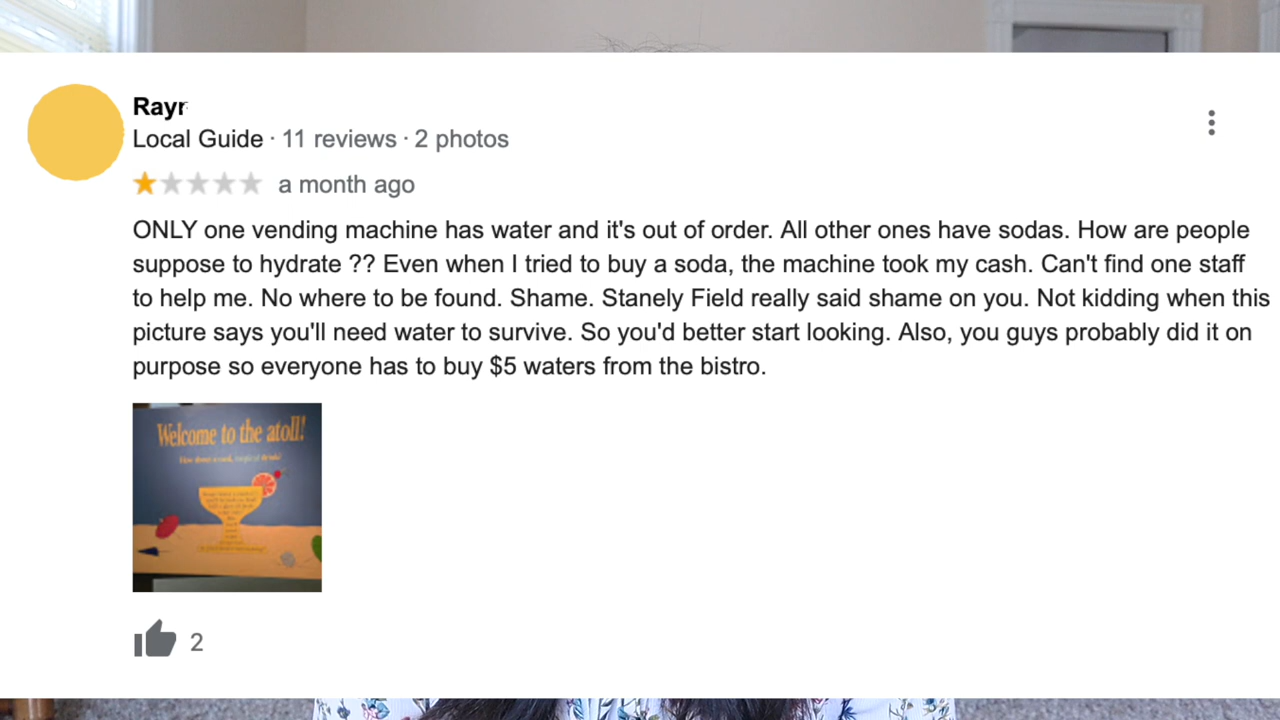 Rayr
Local Guide · 11 reviews · 2 photos
a month ago
ONLY one vending machine has water and it's out of order. All other ones have sodas. How are people
suppose to hydrate ?? Even when I tried to buy a soda, the machine took my cash. Can't find one staff
to help me. No where to be found. Shame. Stanely Field really said shame on you. Not kidding when this
picture says you'll need water to survive. So you'd better start looking. Also, you guys probably did it on
purpose so everyone has to buy $5 waters from the bistro.
Welcome to the atoll!
2